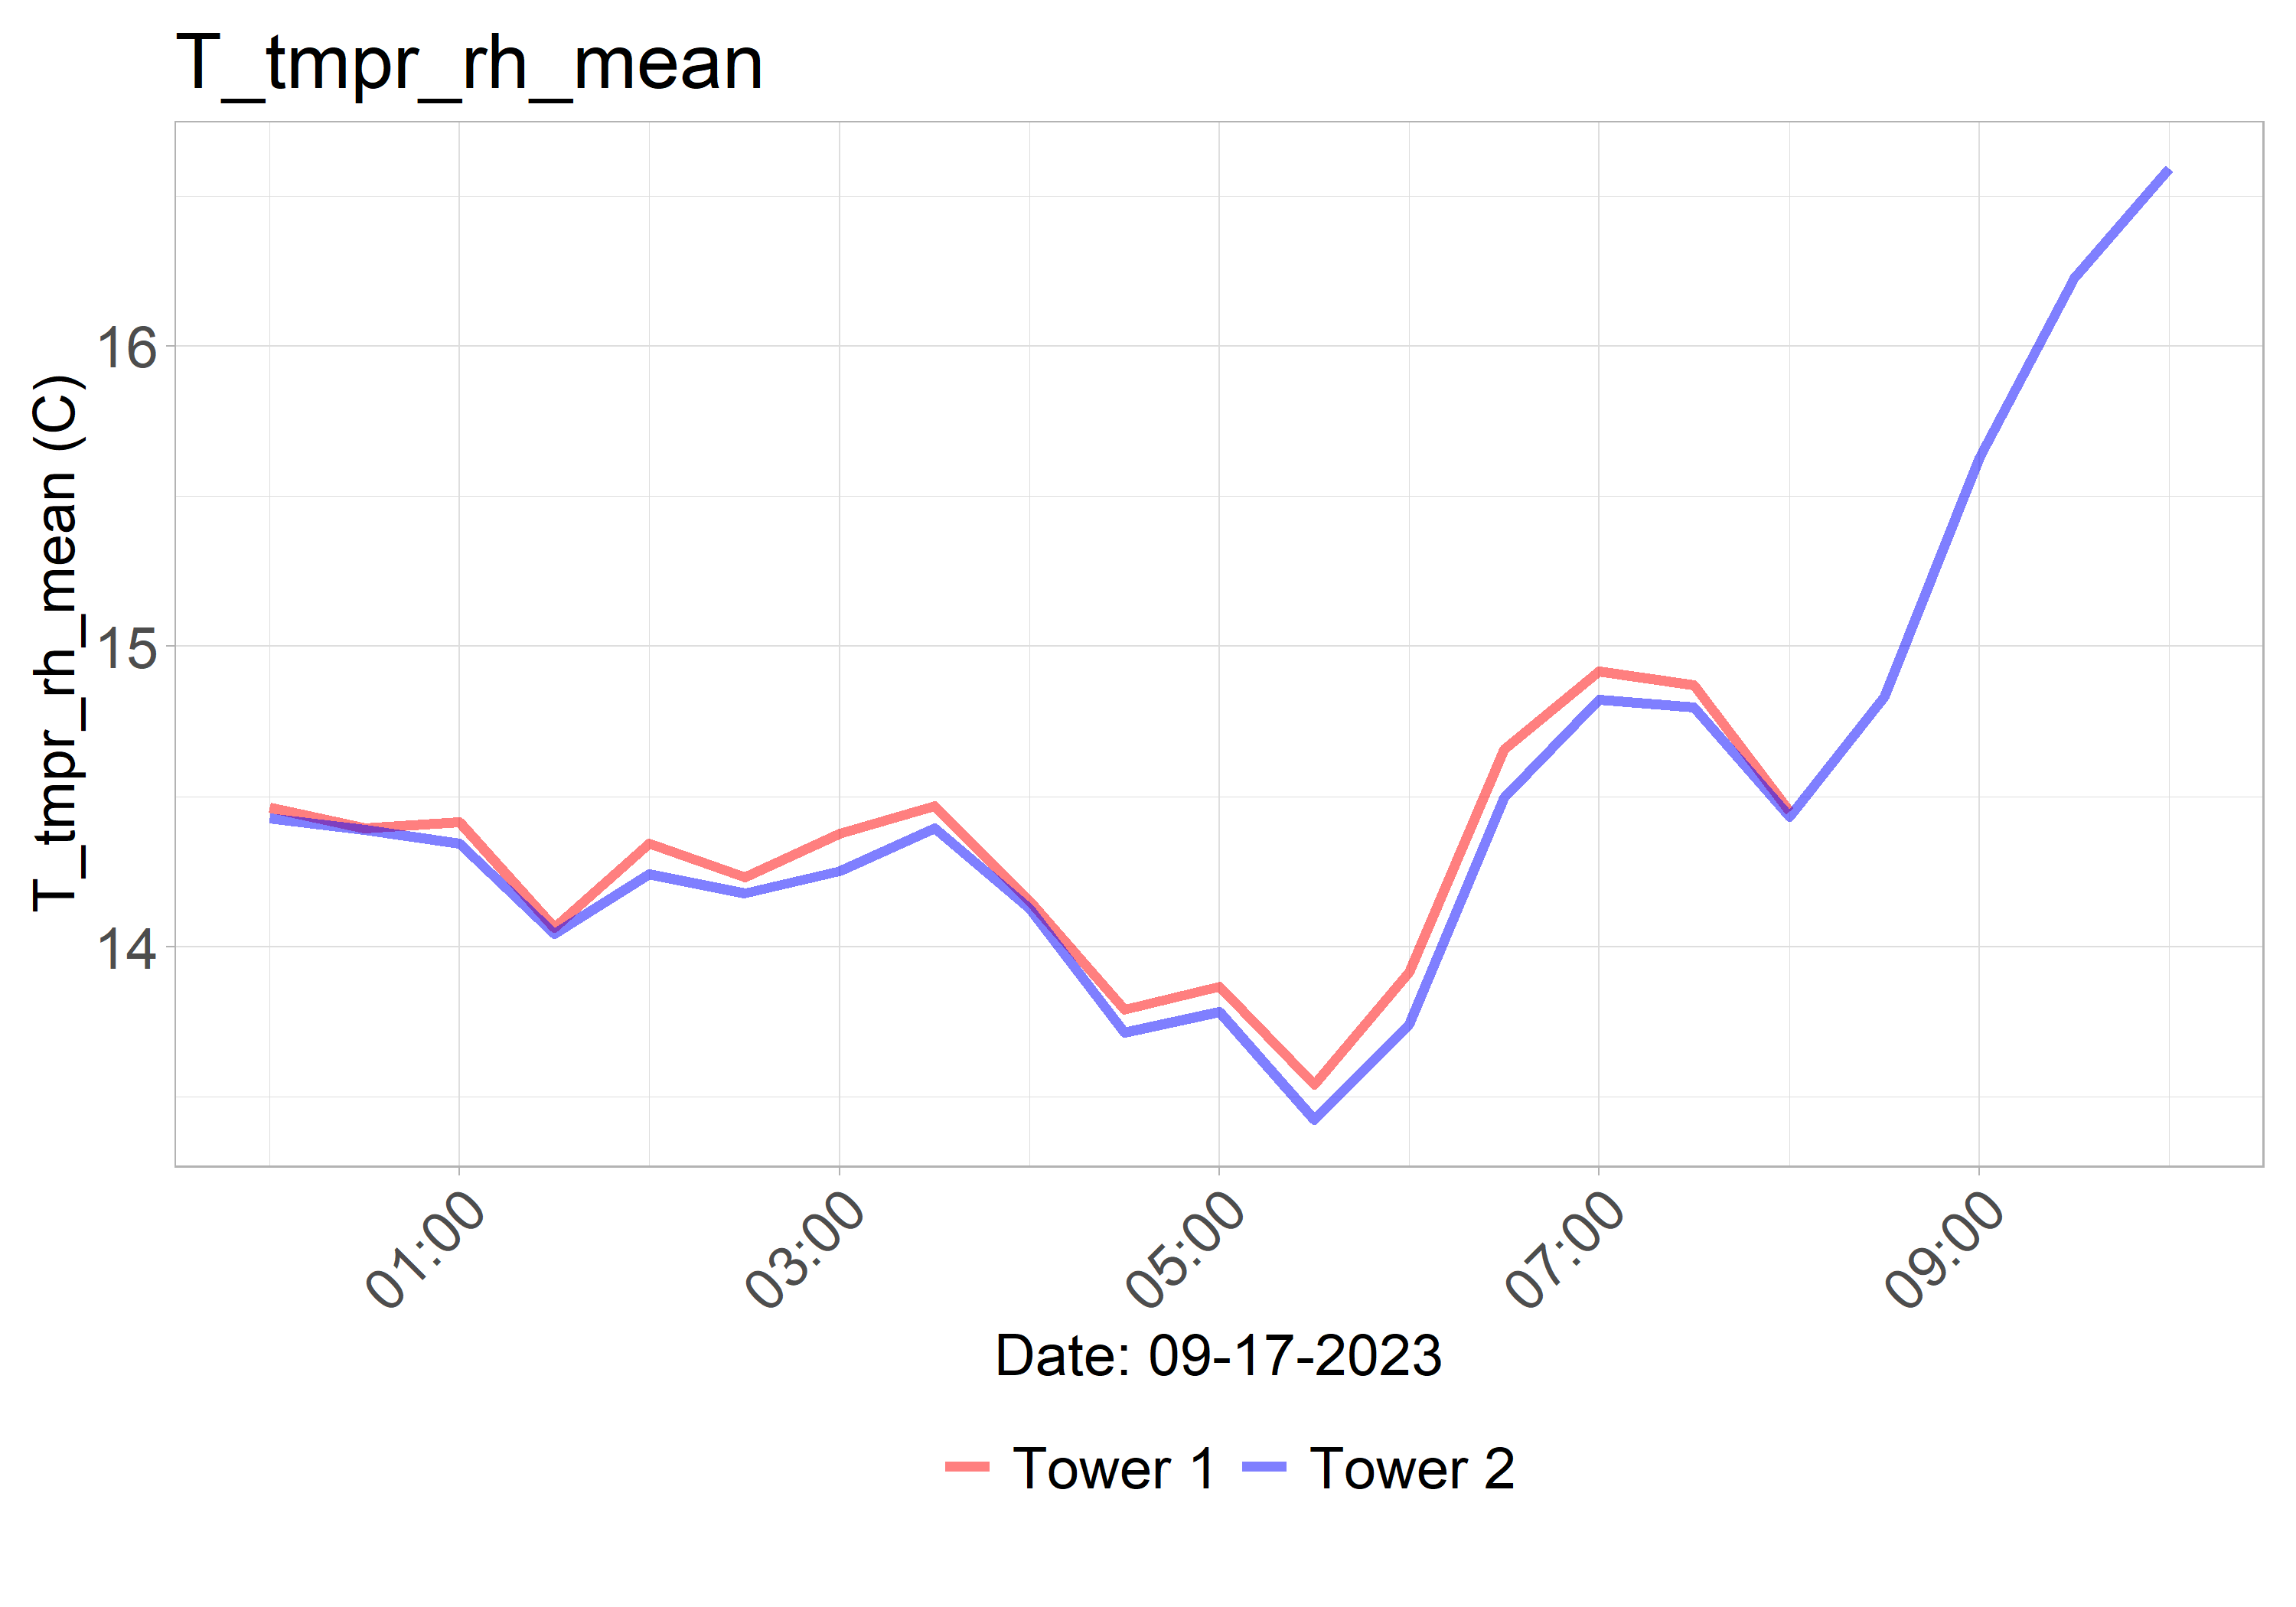 T_tmpr_rh_mean
T_tmpr_rh_mean (C)
16
15
14
01:00
03:00
05:00
07:00
09:00
Date: 09-17-2023
Tower 1
Tower 2